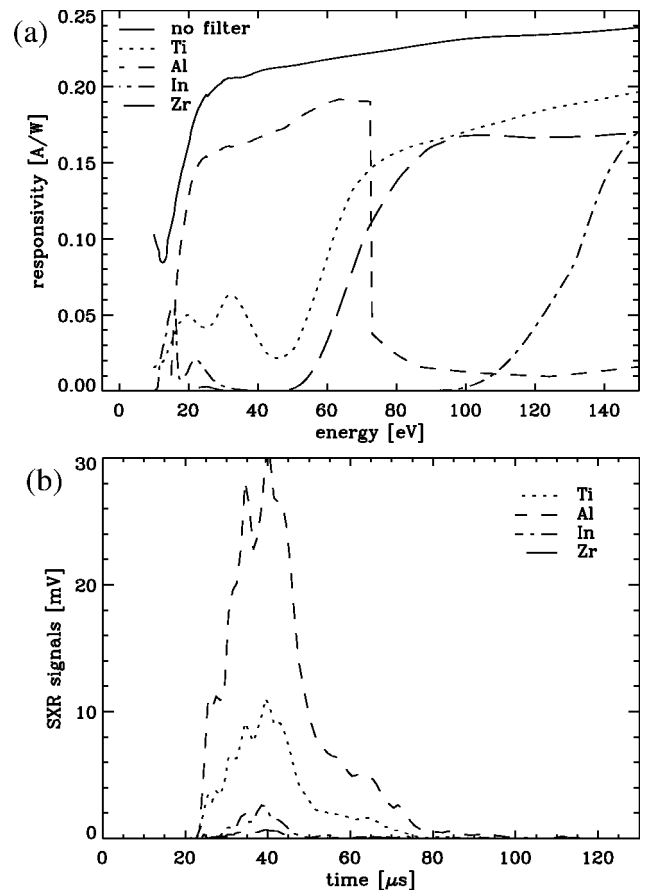 (a)
no filter
Ti
Al
In
Zr
0.25
0.20
0.15
0.10
0.05
0.00
responsivity [A/W]
0 20 40 60 80 100 120 140
energy [eV]
(b)
Ti
Al
In
Zr
30
20
10
0
SXR signals [mV]
0 20 40 60 80 100 120
time [μs]